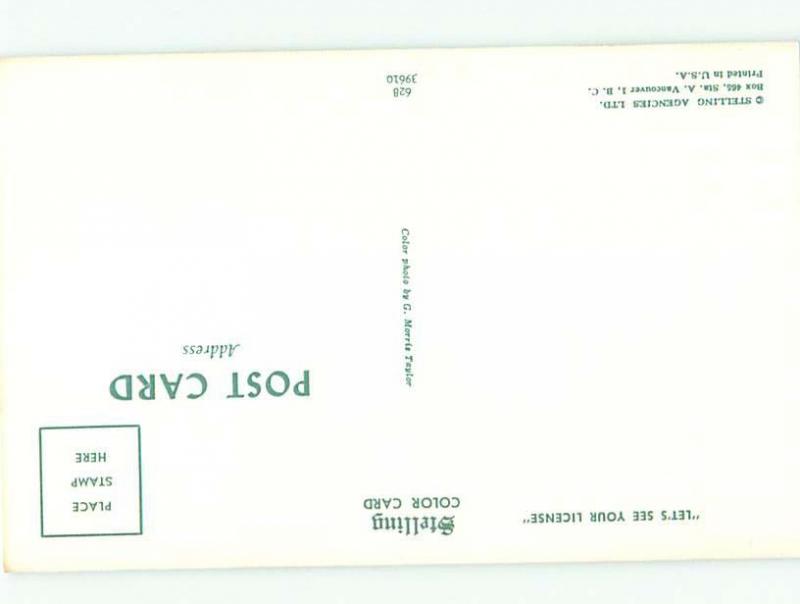 "LET'S SEE YOUR LICENSE"
Stelling
COLOR CARD
PLACE
STAMP
HERE
POST CARD
Address
Color photo by G. Morris Taylor
© STELLING AGENCIES LTD.
Box 465, Sta. A. Vancouver 1, B. C.
Printed in U.S.A.
628
39610